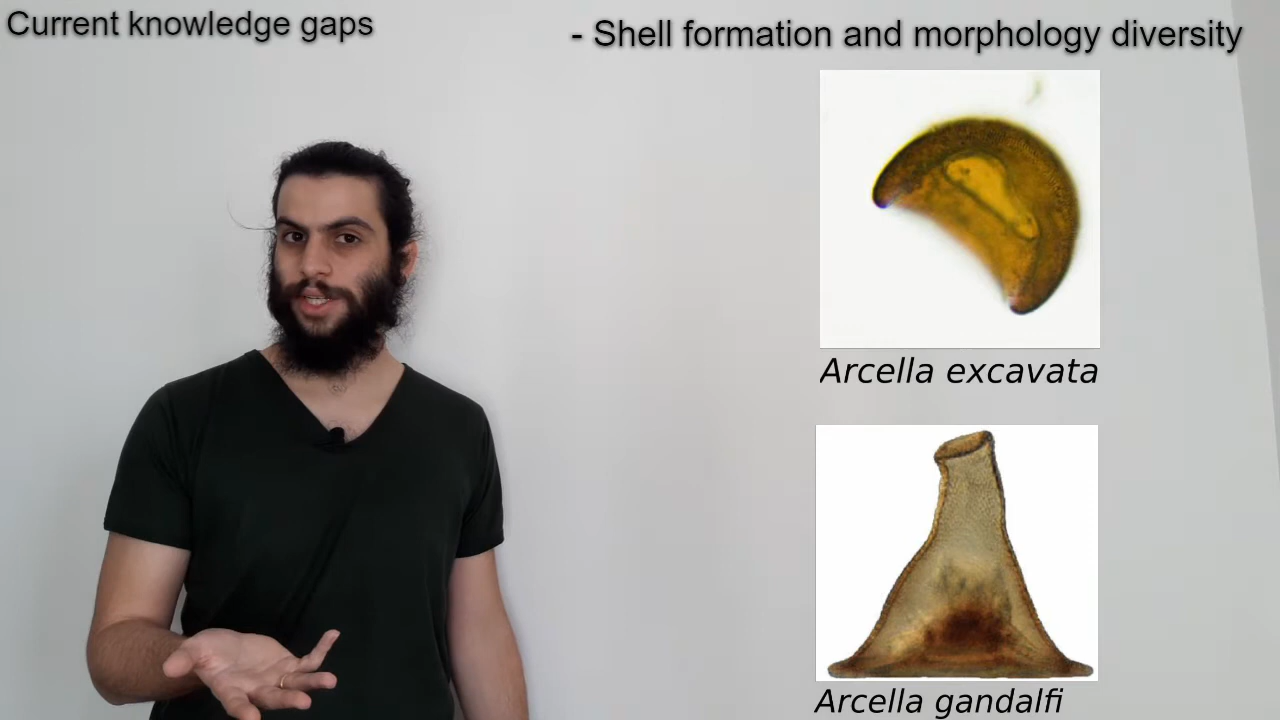 Current knowledge gaps
- Shell formation and morphology diversity
Arcella excavata
Arcella gandalfi